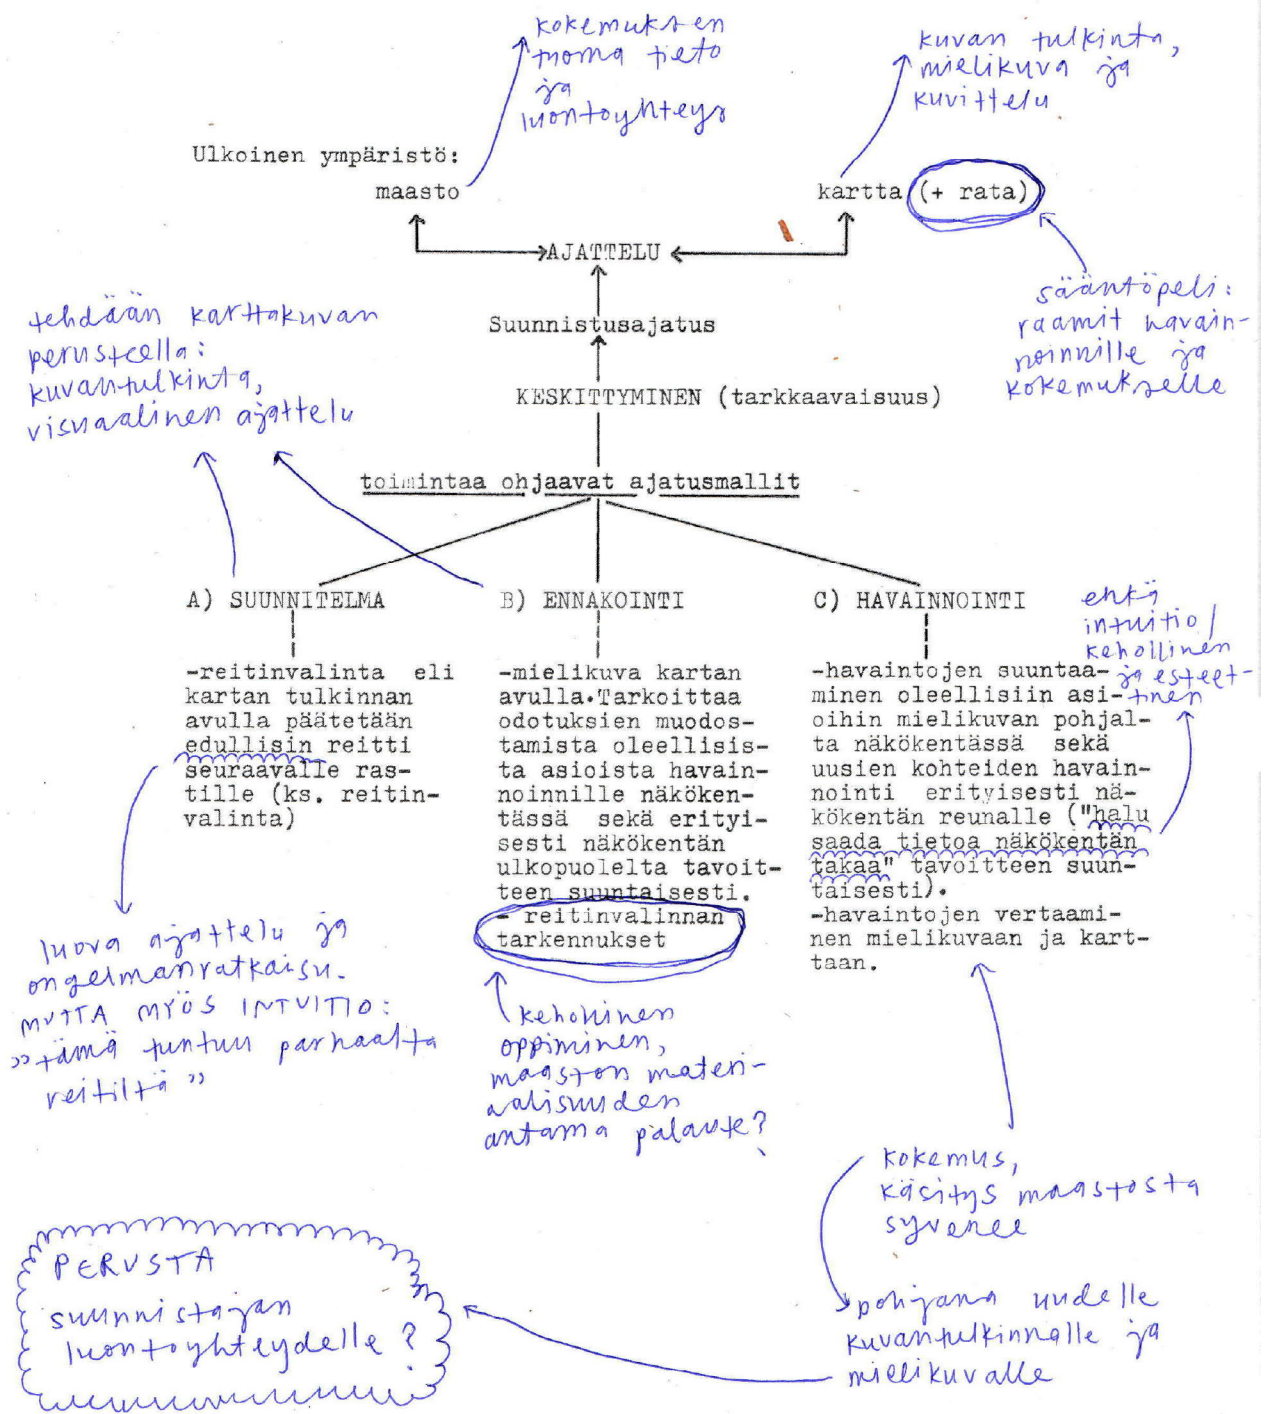 kokemuksen
tuoma tieto
ja
luontoyhteys
kuvan tulkinta,
mielikuva ja
kuvittelu
Ulkoinen ympäristö:
maasto
kartta (+ rata)
AJATTELU
sääntöpeli:
raamit havain-
noinnille ja
kokemukselle
tehdään karttakuvan
perusteella:
kuvantulkinta,
visuaalinen ajattelu
Suunnistusajatus
KESKITTYMINEN (tarkkaavaisuus)
toimintaa ohjaavat ajatusmallit
A) SUUNNITELMA
-reitinvalinta eli
kartan tulkinnan
avulla päätetään
edullisin reitti
seuraavalle ras-
tille (ks. reitin-
valinta)
B) ENNAKOINTI
-mielikuva kartan
avulla.Tarkoittaa
odotuksien muodos-
tamista oleellisis-
ta asioista havain-
noinnille näköken-
tässä sekä erityi-
sesti näkökentän
ulkopuolelta tavoit-
teen suuntaisesti.
- reitinvalinnan
tarkennukset
C) HAVAINNOINTI
-havaintojen suuntaa-
minen oleellisiin asi-
oihin mielikuvan pohjal-
ta näkökentässä sekä
uusien kohteiden havain-
nointi erityisesti nä-
kökentän reunalle ("halu
saada tietoa näkökentän
takaa" tavoitteen suun-
taisesti).
-havaintojen vertaami-
nen mielikuvaan ja kart-
taan.
ehkä
intuitio/
kehollinen
ja esteet-
tinen
luova ajattelu ja
ongelmanratkaisu.
MUTTA MYÖS INTUITIO:
"tämä tuntuu parhaalta
reitiltä"
kehollinen
oppiminen,
maaston materi-
aalisuuden
antama palaute?
kokemus,
käsitys maastosta
syvenee
pohjana uudelle
kuvantulkinnalle ja
mielikuvalle
PERUSTA
suunnistajan
luontoyhteydelle?